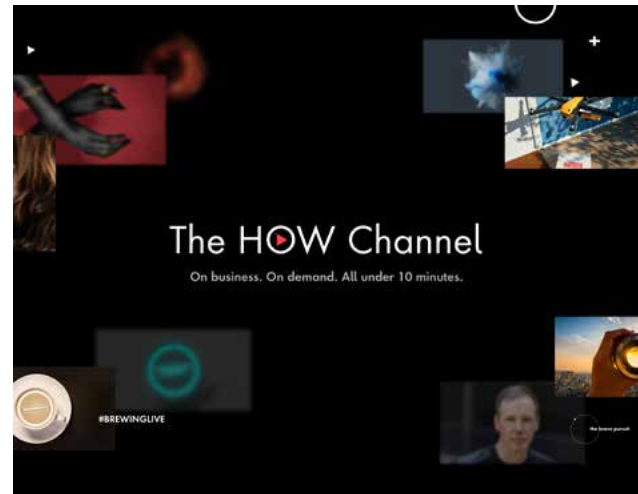 The HOW Channel
On business. On demand. All under 10 minutes.
#BREWINGLIVE
the brave pursuit